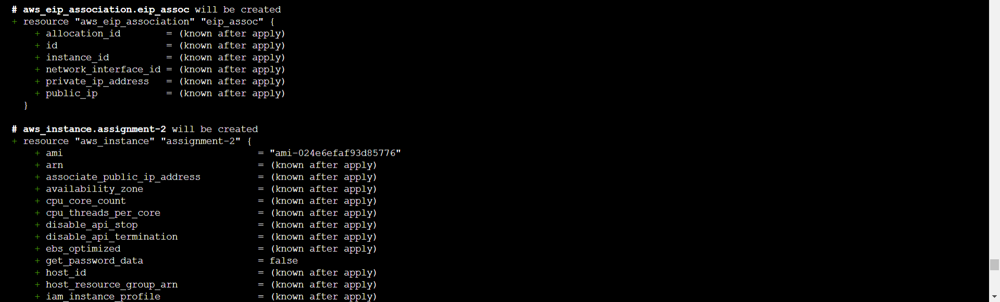 # aws_eip_association.eip_assoc will be created
+ resource "aws_eip_association" "eip_assoc" {
+ allocation_id = (known after apply)
+ id = (known after apply)
+ instance_id = (known after apply)
+ network_interface_id = (known after apply)
+ private_ip_address = (known after apply)
+ public_ip = (known after apply)
}
# aws_instance.assignment-2 will be created
+ resource "aws_instance" "assignment-2" {
+ ami = "ami-024e6efaf93d85776"
+ arn = (known after apply)
+ associate_public_ip_address = (known after apply)
+ availability_zone = (known after apply)
+ cpu_core_count = (known after apply)
+ cpu_threads_per_core = (known after apply)
+ disable_api_stop = (known after apply)
+ disable_api_termination = (known after apply)
+ ebs_optimized = (known after apply)
+ get_password_data = false
+ host_id = (known after apply)
+ host_resource_group_arn = (known after apply)
+ iam_instance_profile = (known after apply)